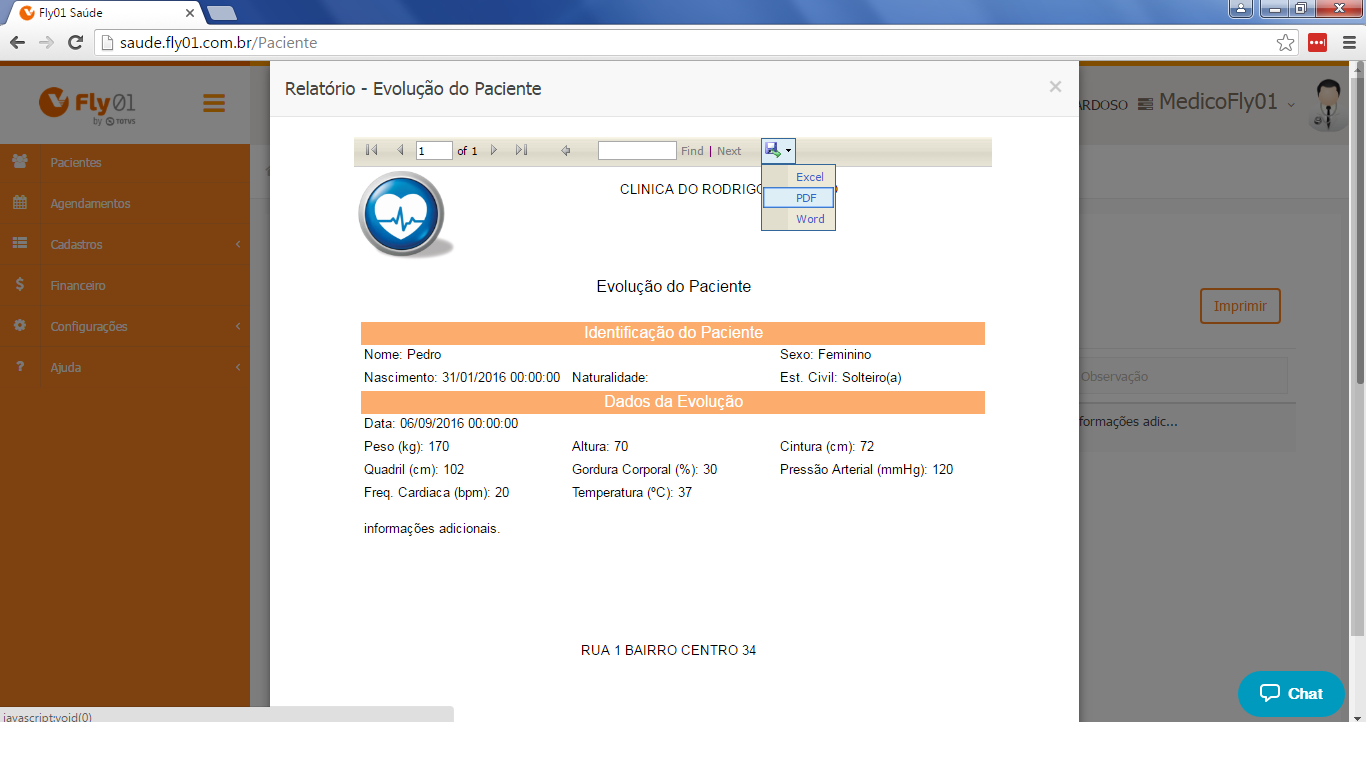 Fly01 Saúde
saude.fly01.com.br/Paciente
Fly01
by TOTVS
Relatório - Evolução do Paciente
×
RDOSO
MedicoFly01
Pacientes
Agendamentos
Cadastros
Financeiro
$
Configurações
Ajuda
?
1 of 1 Find | Next
Excel
PDF
Word
CLINICA DO RODRIGO
Evolução do Paciente
Imprimir
Identificação do Paciente
Nome: Pedro Sexo: Feminino
Nascimento: 31/01/2016 00:00:00 Naturalidade: Est. Civil: Solteiro(a)
Observação
Dados da Evolução
Data: 06/09/2016 00:00:00
formações adic...
Peso (kg): 170 Altura: 70 Cintura (cm): 72
Quadril (cm): 102 Gordura Corporal (%): 30 Pressão Arterial (mmHg): 120
Freq. Cardiaca (bpm): 20 Temperatura (ºC): 37
informações adicionais.
RUA 1 BAIRRO CENTRO 34
Chat
javascript:void(0)